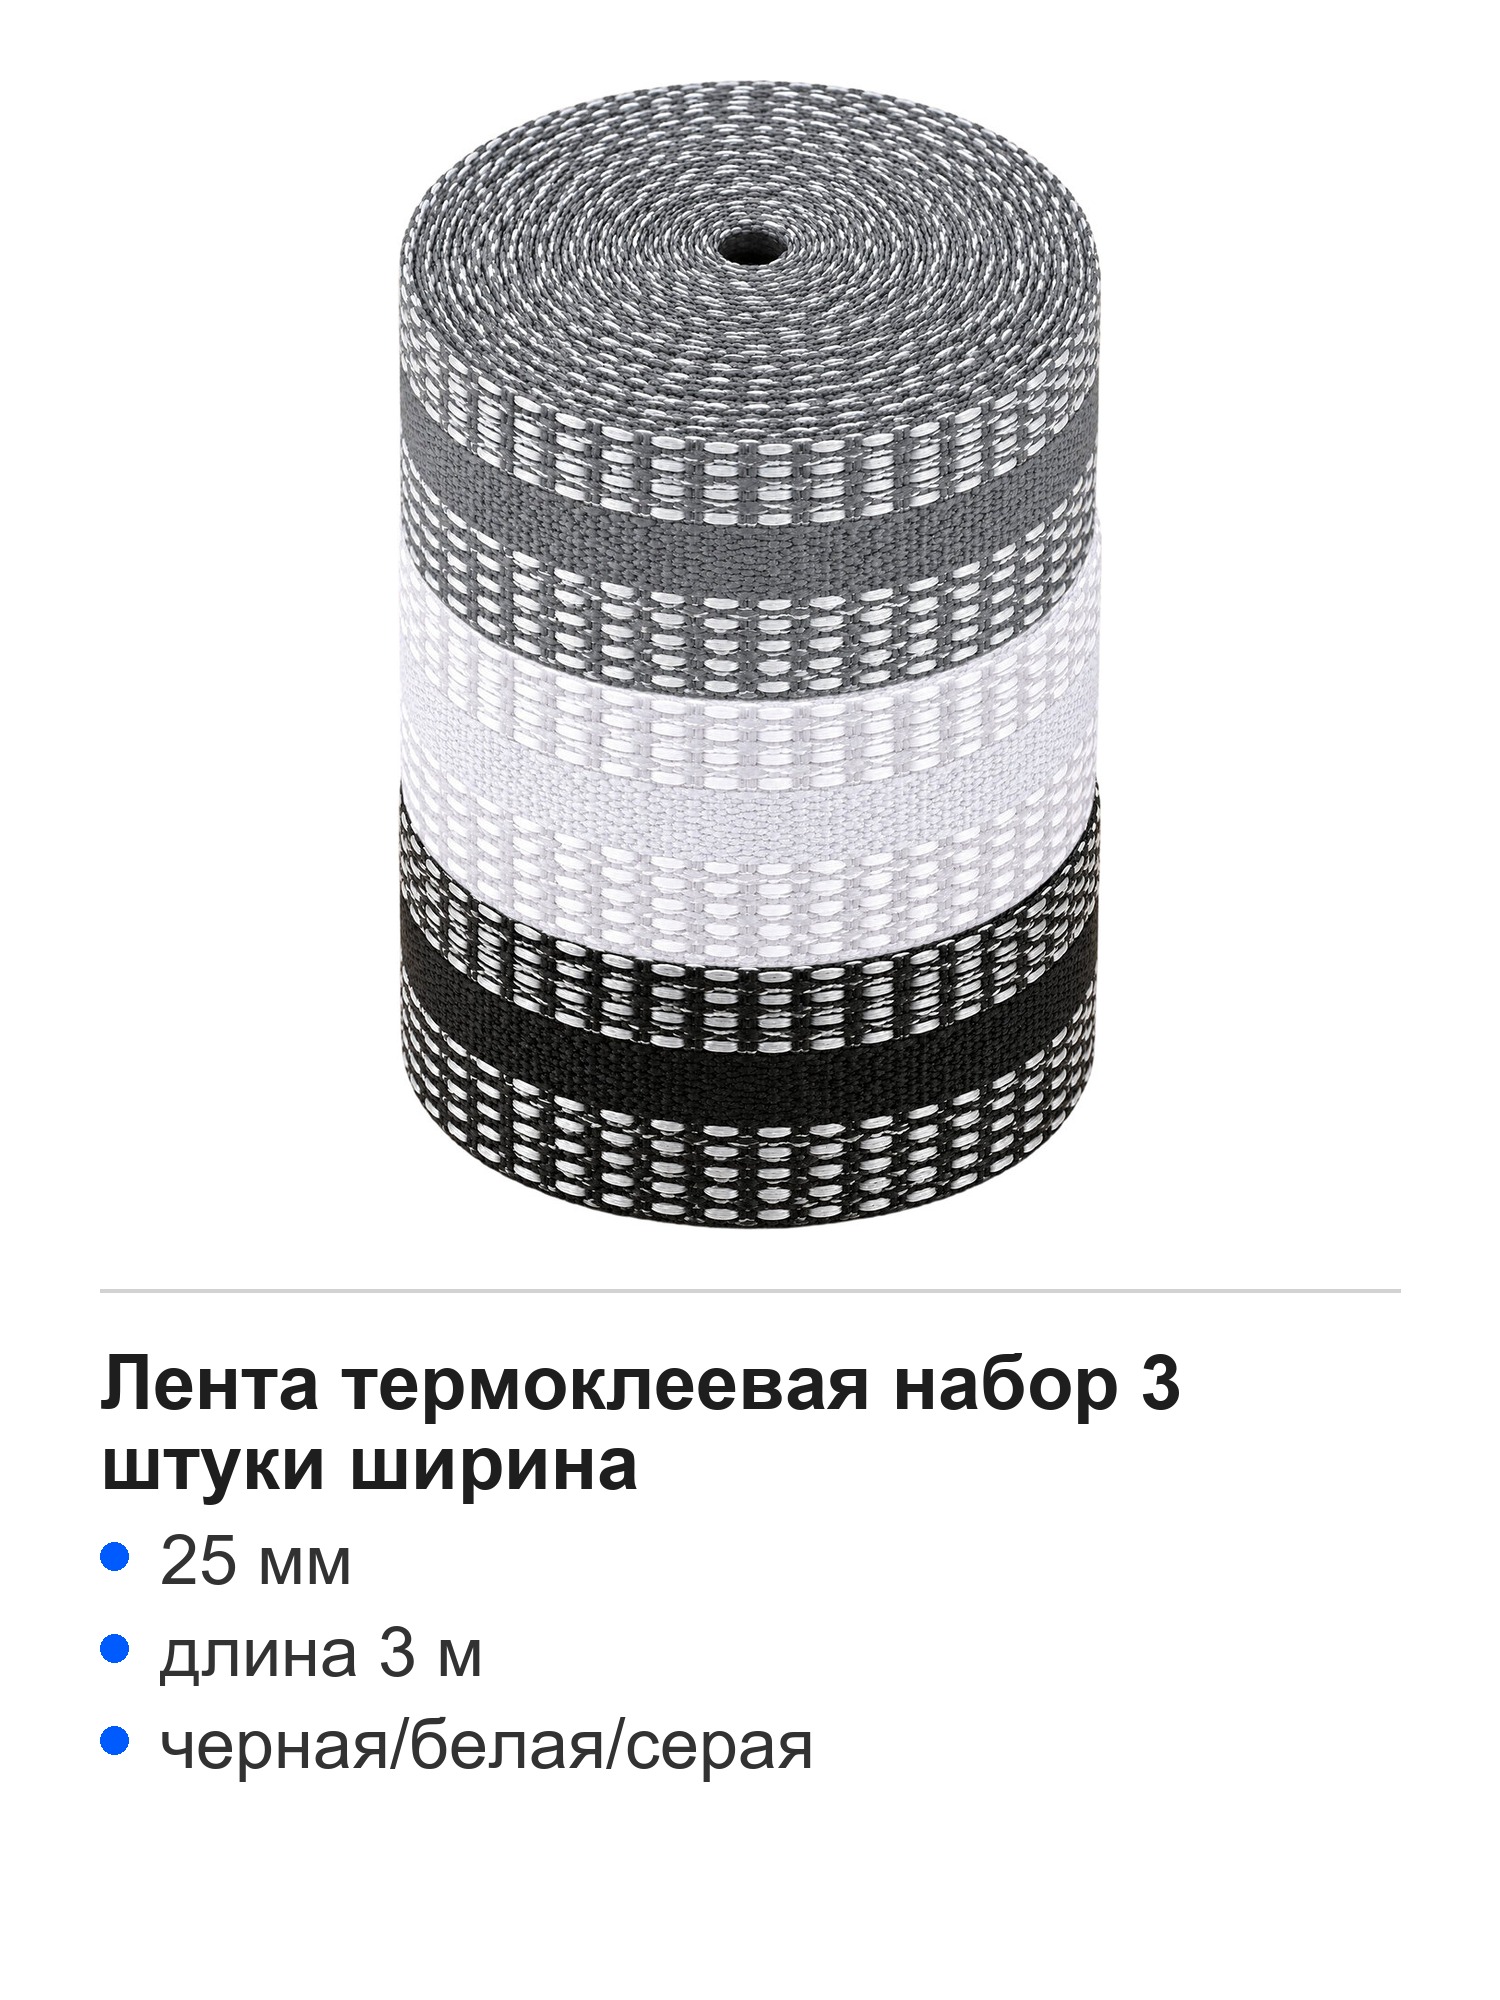 Лента термоклеевая набор 3
штуки ширина
25 мм
длина 3 м
черная/белая/серая